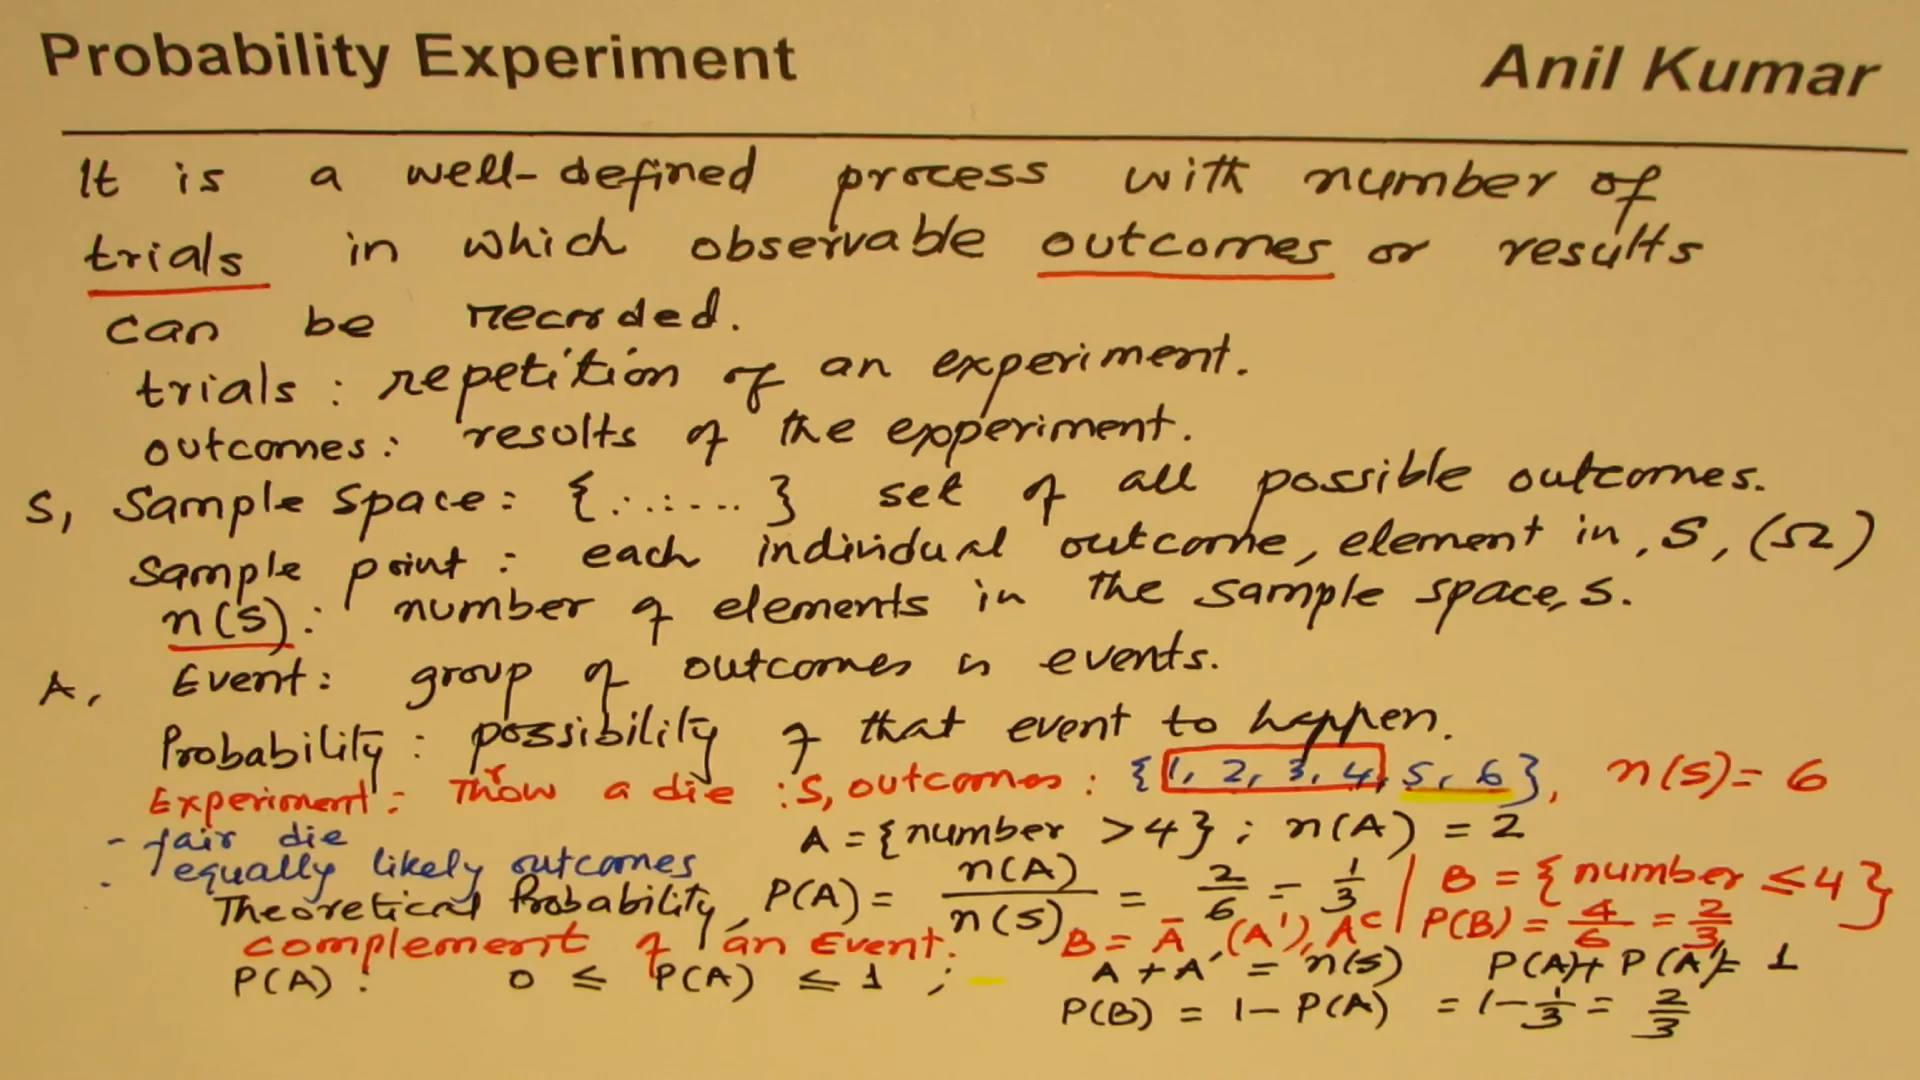 Probability Experiment
Anil Kumar
It is a well-defined process with number of
trials in which observable outcomes or results
can be recorded.
trials : repetition of an experiment.
outcomes: results of the experiment.
S, Sample Space: {.......} set of all possible outcomes.
Sample point : each individual outcome, element in, S, (Ω)
n(S): number of elements in the sample space, S.
A, Event: group of outcomes is events.
Probability : possibility of that event to happen.
Experiment: Throw a die : S, outcomes : {1, 2, 3, 4, 5, 6}, n(S) = 6
- fair die
A = {number >4} ; n(A) = 2
- equally likely outcomes
Theoretical Probability, P(A) = n(A)/n(S) = 2/6 = 1/3
B = {number ≤4}
P(B) = 4/6 = 2/3
complement of an Event. B = Ā (A'), Aᶜ
P(A) : 0 ≤ P(A) ≤ 1 ;
A + A' = n(S) P(A)+ P(A') = 1
P(B) = 1 - P(A) = 1 - 1/3 = 2/3